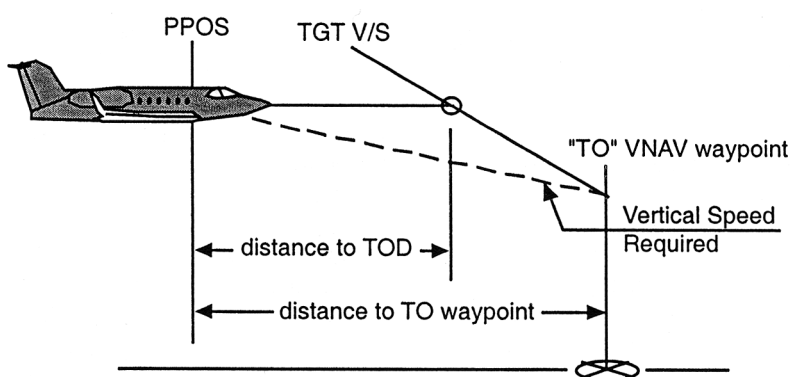 PPOS
TGT V/S
"TO" VNAV waypoint
Vertical Speed
Required
distance to TOD
distance to TO waypoint